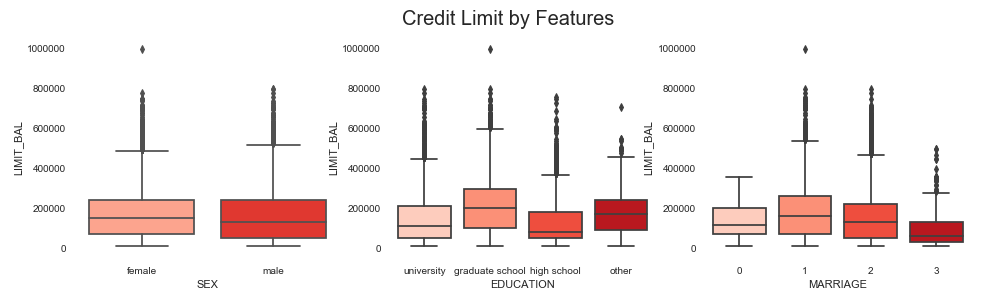 Credit Limit by Features
LIMIT_BAL
1000000
800000
600000
400000
200000
0
female male
SEX
LIMIT_BAL
1000000
800000
600000
400000
200000
0
university graduate school high school other
EDUCATION
LIMIT_BAL
1000000
800000
600000
400000
200000
0
0 1 2 3
MARRIAGE